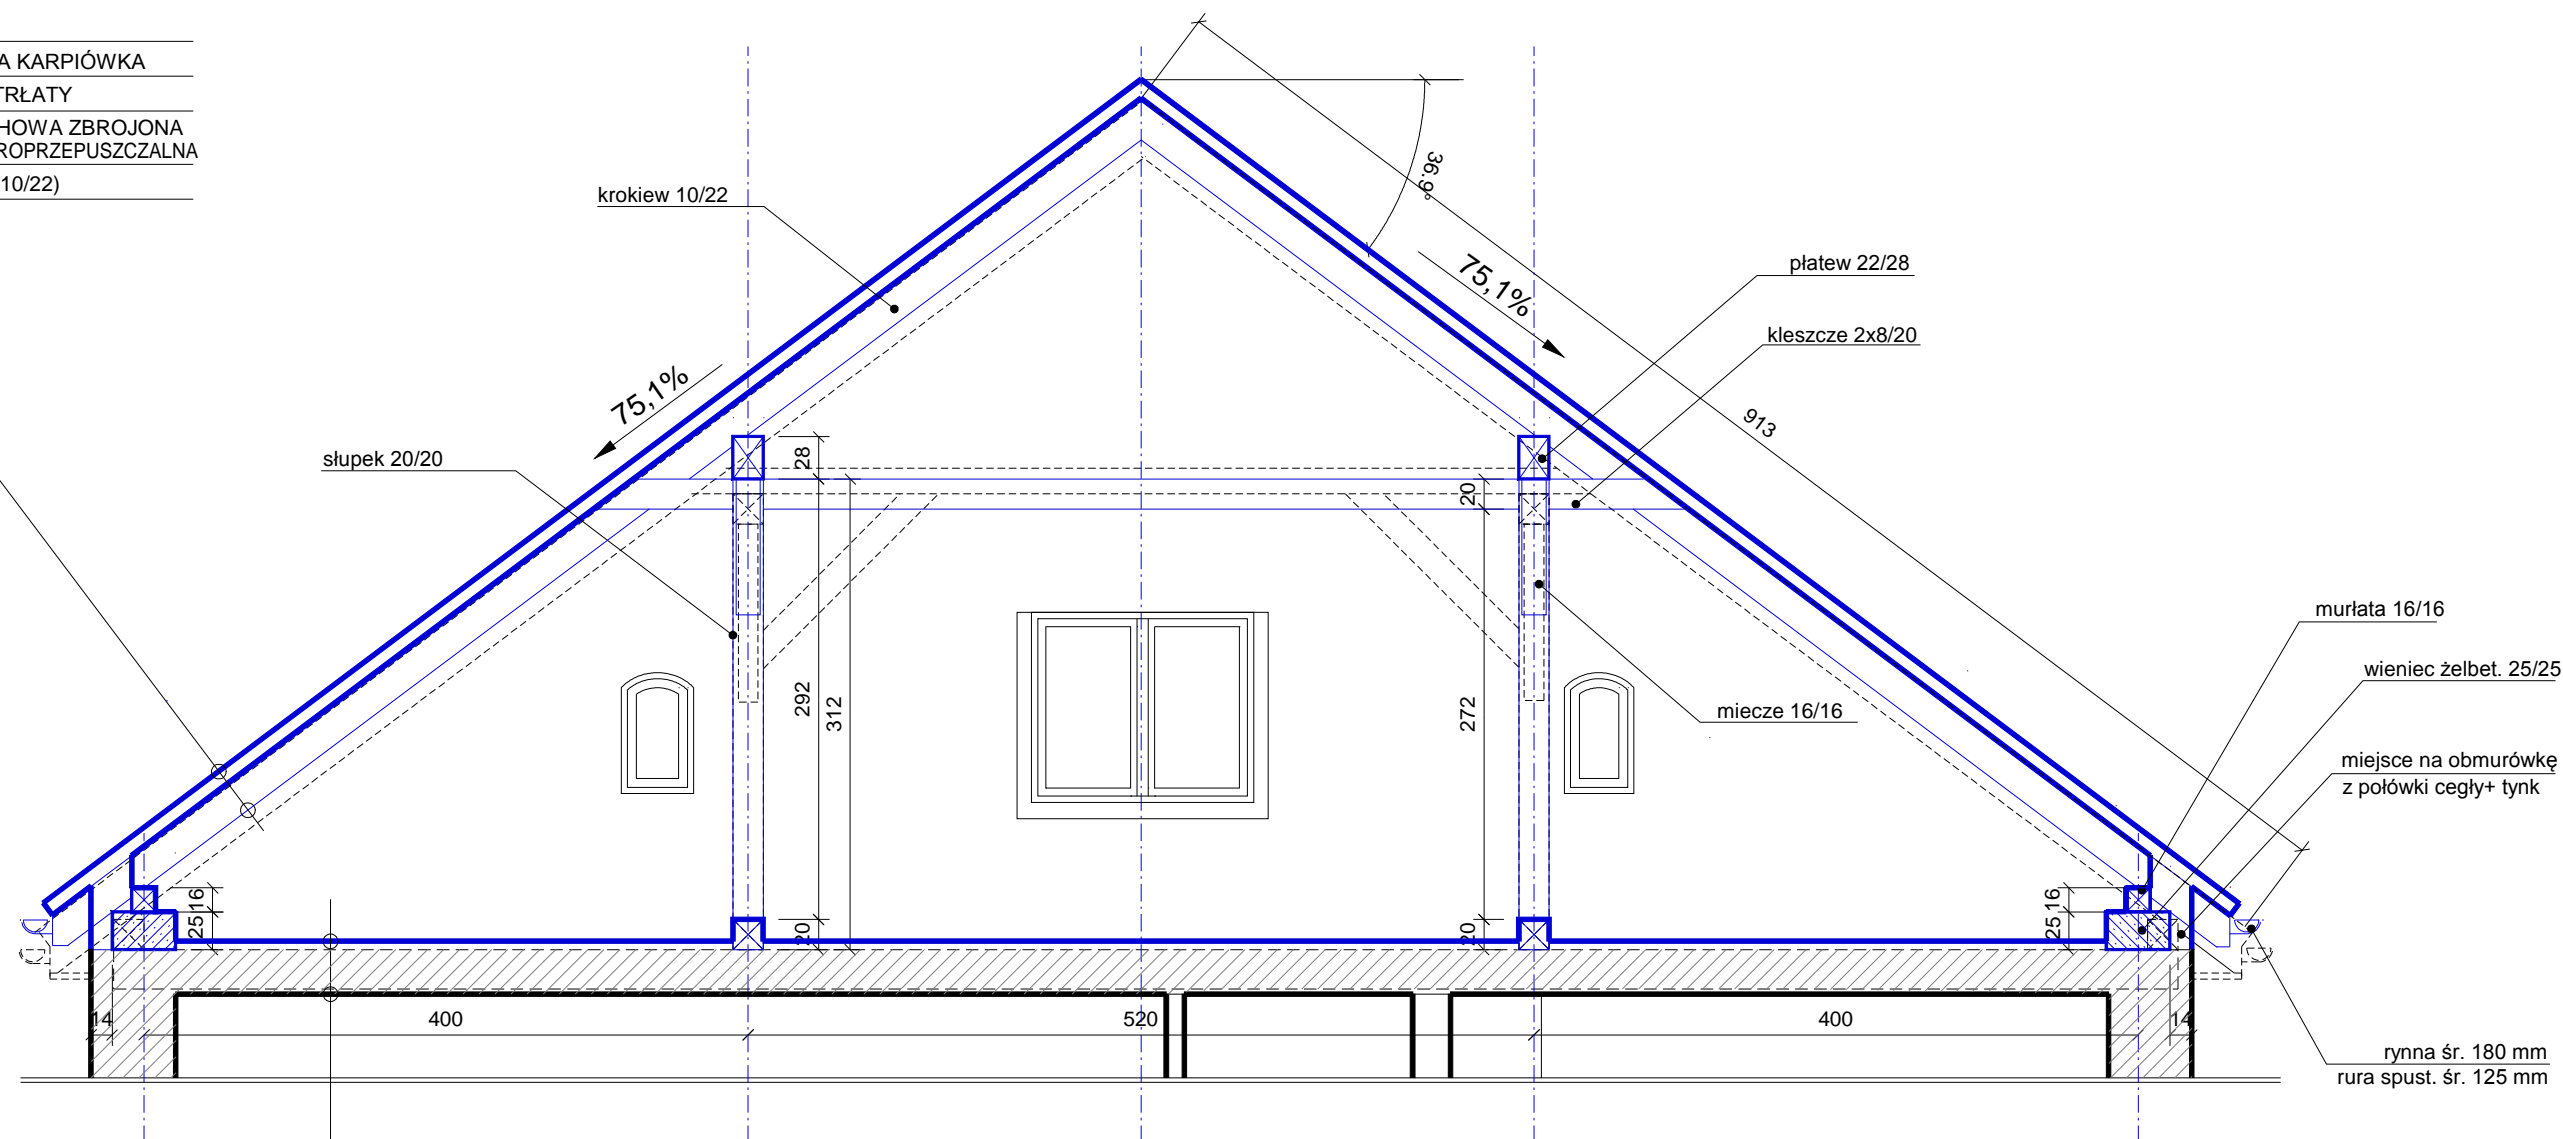 A KARPIÓWKA
TRŁATY
HOWA ZBROJONA
ROPRZEPUSZCZALNA
10/22)
krokiew 10/22
36.9°
75,1%
płatew 22/28
kleszcze 2x8/20
75,1%
913
słupek 20/20
28
20
292
312
272
murłata 16/16
wieniec żelbet. 25/25
miecze 16/16
miejsce na obmurówkę
z połówki cegły+ tynk
16
25
20
20
16
25
14
400
520
400
14
rynna śr. 180 mm
rura spust. śr. 125 mm